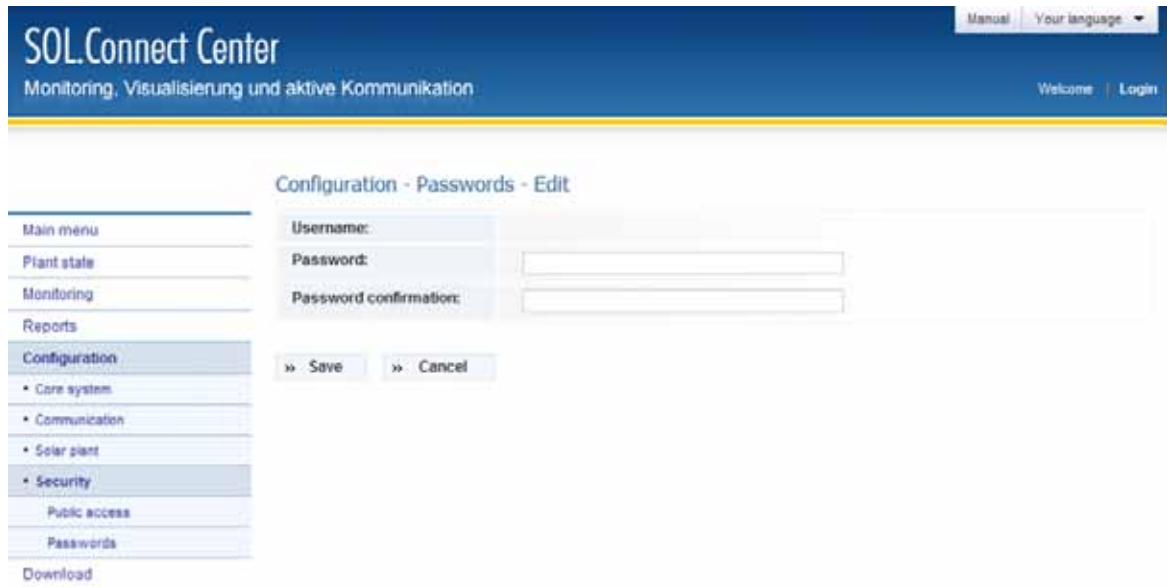 Manual Your language
SOL.Connect Center
Monitoring, Visualisierung und aktive Kommunikation
Welcome | Login
Configuration - Passwords - Edit
Main menu
Plant state
Monitoring
Reports
Configuration
• Core system
• Communication
• Solar plant
• Security
Public access
Passwords
Download
Username:
Password:
Password confirmation:
» Save » Cancel